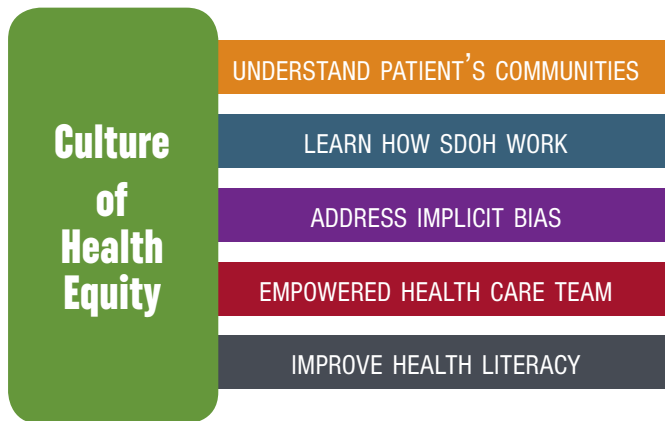 Culture
of
Health
Equity
UNDERSTAND PATIENT'S COMMUNITIES
LEARN HOW SDOH WORK
ADDRESS IMPLICIT BIAS
EMPOWERED HEALTH CARE TEAM
IMPROVE HEALTH LITERACY